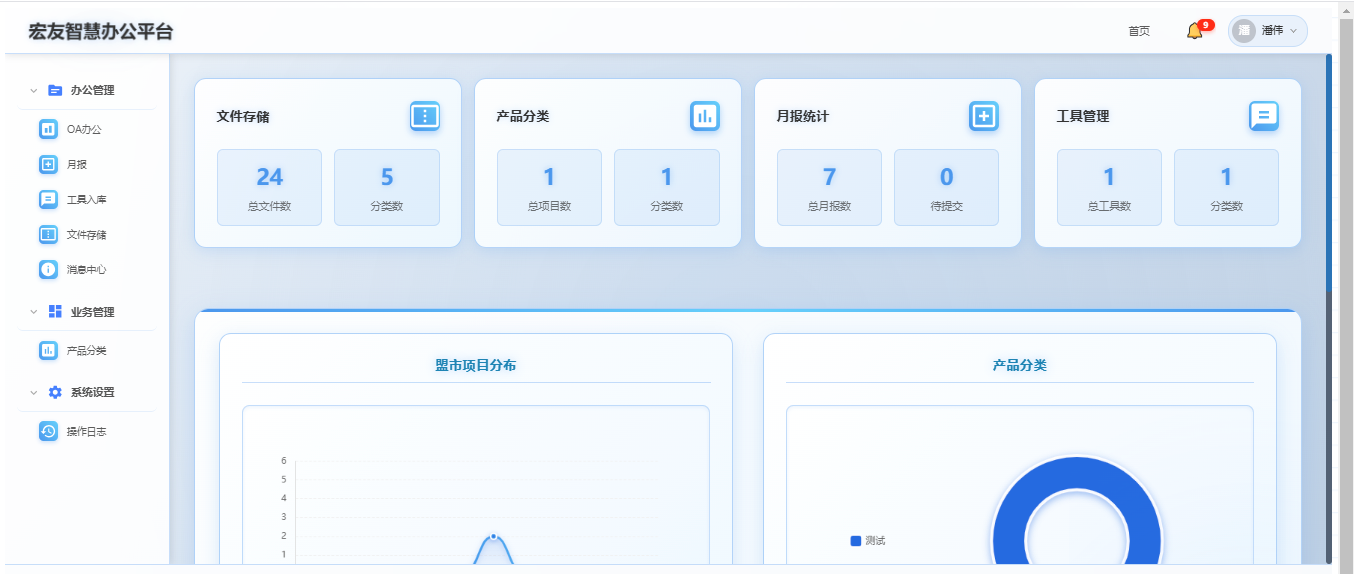 宏友智慧办公平台
首页
9
潘
潘伟
办公管理
OA办公
月报
工具入库
文件存储
消息中心
业务管理
产品分类
系统设置
操作日志
文件存储
24
总文件数
5
分类数
产品分类
1
总项目数
1
分类数
月报统计
7
总月报数
0
待提交
工具管理
1
总工具数
1
分类数
盟市项目分布
6
5
4
3
2
1
产品分类
测试